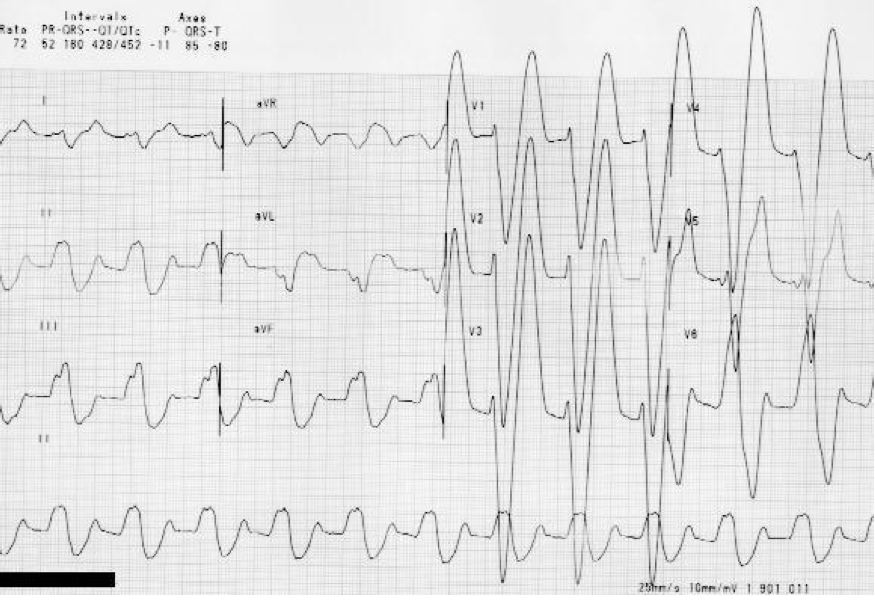 Intervals Axes
Rate PR-QRS--QT/QTc P- QRS-T
72 52 180 428/452 -11 85 -80
I aVR V1 V4
II aVL V2 V5
III aVF V3 V6
II
25mm/s 10mm/mV 1 901 011